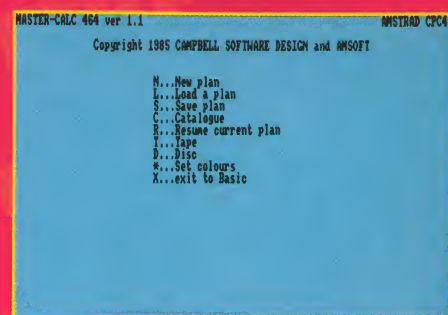 MASTER-CALC 464 ver 1.1 AMSTRAD CPC4
Copyright 1985 CAMPBELL SOFTWARE DESIGN and AMSOFT
N...New plan
L...Load a plan
S...Save plan
C...Catalogue
R...Resume current plan
T...Tape
D...Disc
*...Set colours
X...exit to Basic